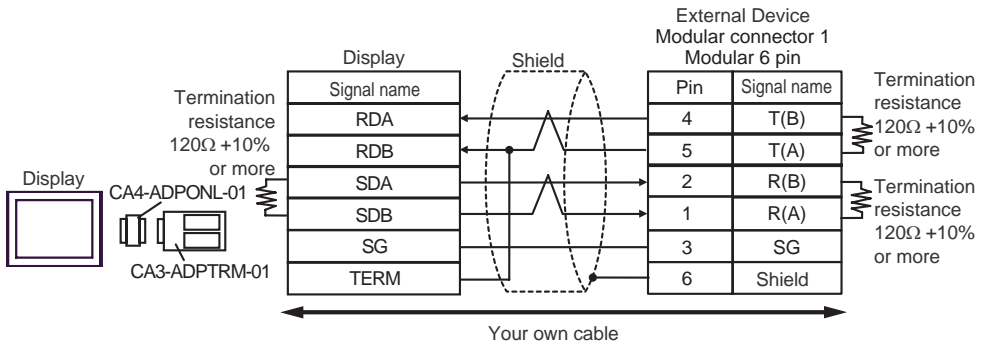 External Device
Modular connector 1
Modular 6 pin
Display
Shield
Signal name
Pin
Signal name
RDA
4
T(B)
RDB
5
T(A)
SDA
2
R(B)
SDB
1
R(A)
SG
3
SG
TERM
6
Shield
Termination
resistance
120Ω +10%
or more
Termination
resistance
120Ω +10%
or more
Termination
resistance
120Ω +10%
or more
Display
CA4-ADPONL-01
CA3-ADPTRM-01
Your own cable